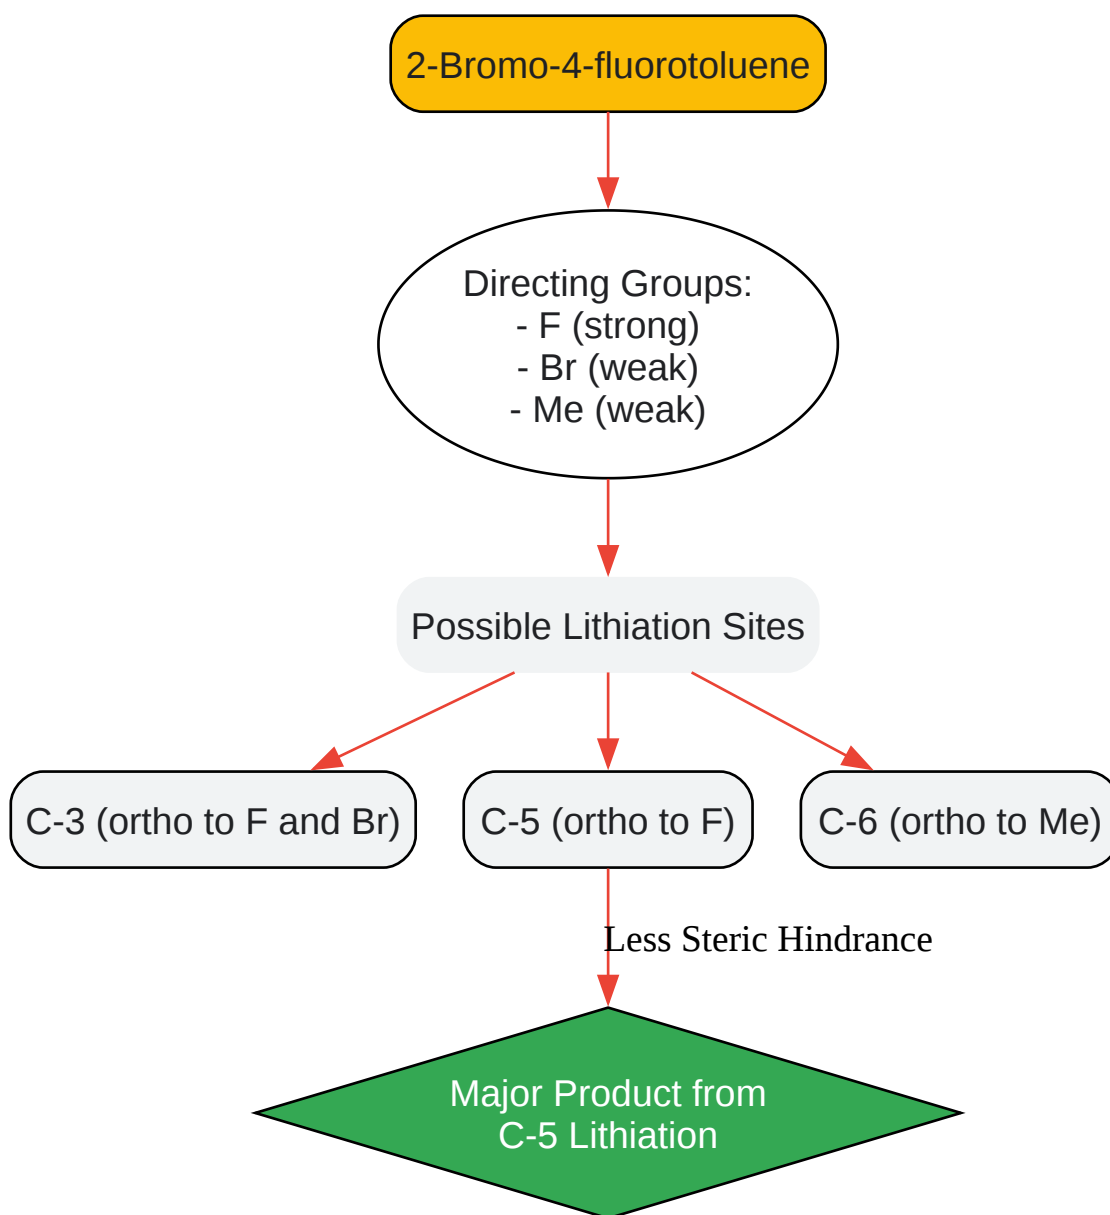 2-Bromo-4-fluorotoluene
Directing Groups:
- F (strong)
- Br (weak)
- Me (weak)
Possible Lithiation Sites
C-3 (ortho to F and Br)
C-5 (ortho to F)
C-6 (ortho to Me)
Less Steric Hindrance
Major Product from
C-5 Lithiation